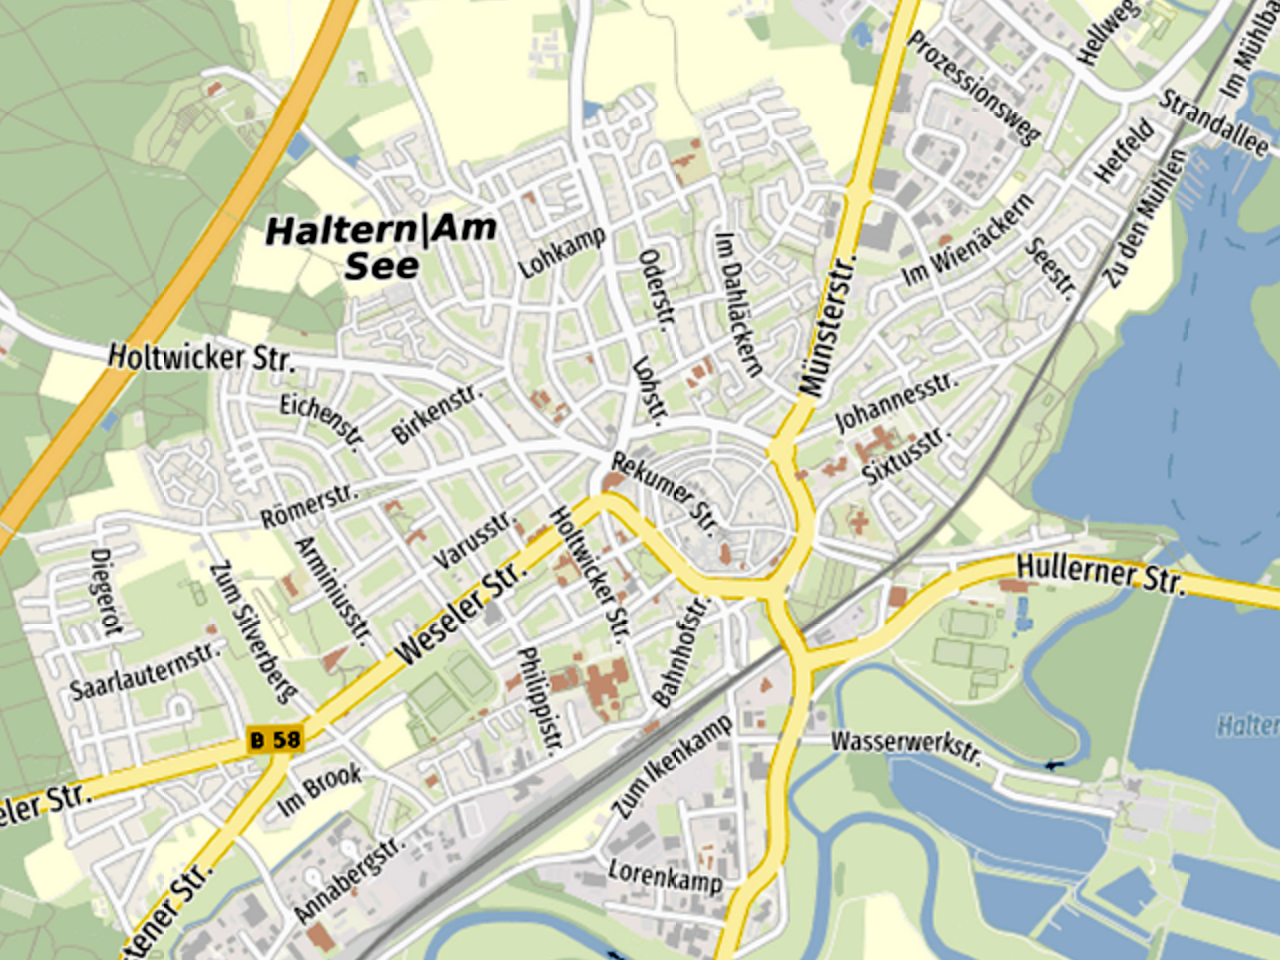 Hellweg
Im Mühlba
Prozessionsweg
Strandallee
Hetfeld
Zu den Mühlen
Haltern|Am
See
Lohkamp
Oderstr.
Im Dahläckern
Im Wienäckern
Seestr.
Münsterstr.
Holtwicker Str.
Eichenstr.
Birkenstr.
Lohstr.
Johannesstr.
Sixtusstr.
Rekumer Str.
Römerstr.
Varusstr.
Holtwicker Str.
Diegerot
Zum Silverberg
Arminiusstr.
Weseler Str.
Hullerner Str.
Saarlauternstr.
Philippistr.
Bahnhofstr.
B 58
Zum Ikenkamp
Wasserwerkstr.
Halter
eler Str.
Im Brook
Annabergstr.
Lorenkamp
stener Str.